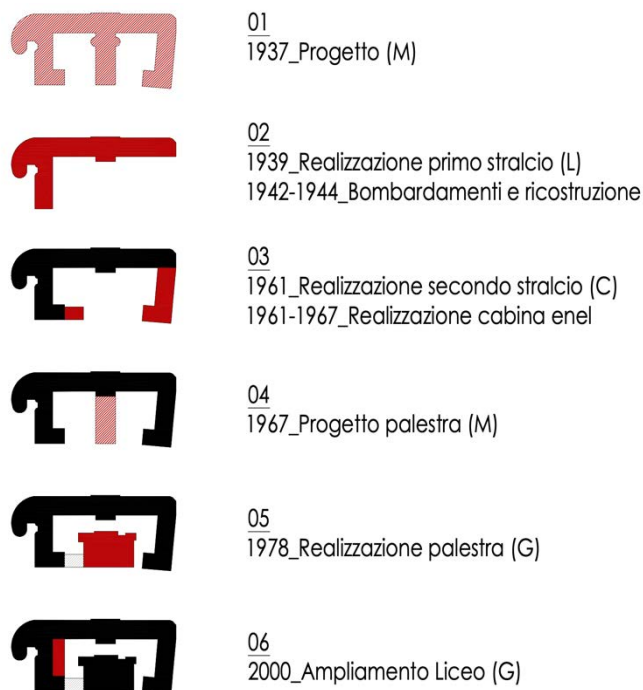 01
1937_Progetto (M)
02
1939_Realizzazione primo stralcio (L)
1942-1944_Bombardamenti e ricostruzione
03
1961_Realizzazione secondo stralcio (C)
1961-1967_Realizzazione cabina enel
04
1967_Progetto palestra (M)
05
1978_Realizzazione palestra (G)
06
2000_Ampliamento Liceo (G)